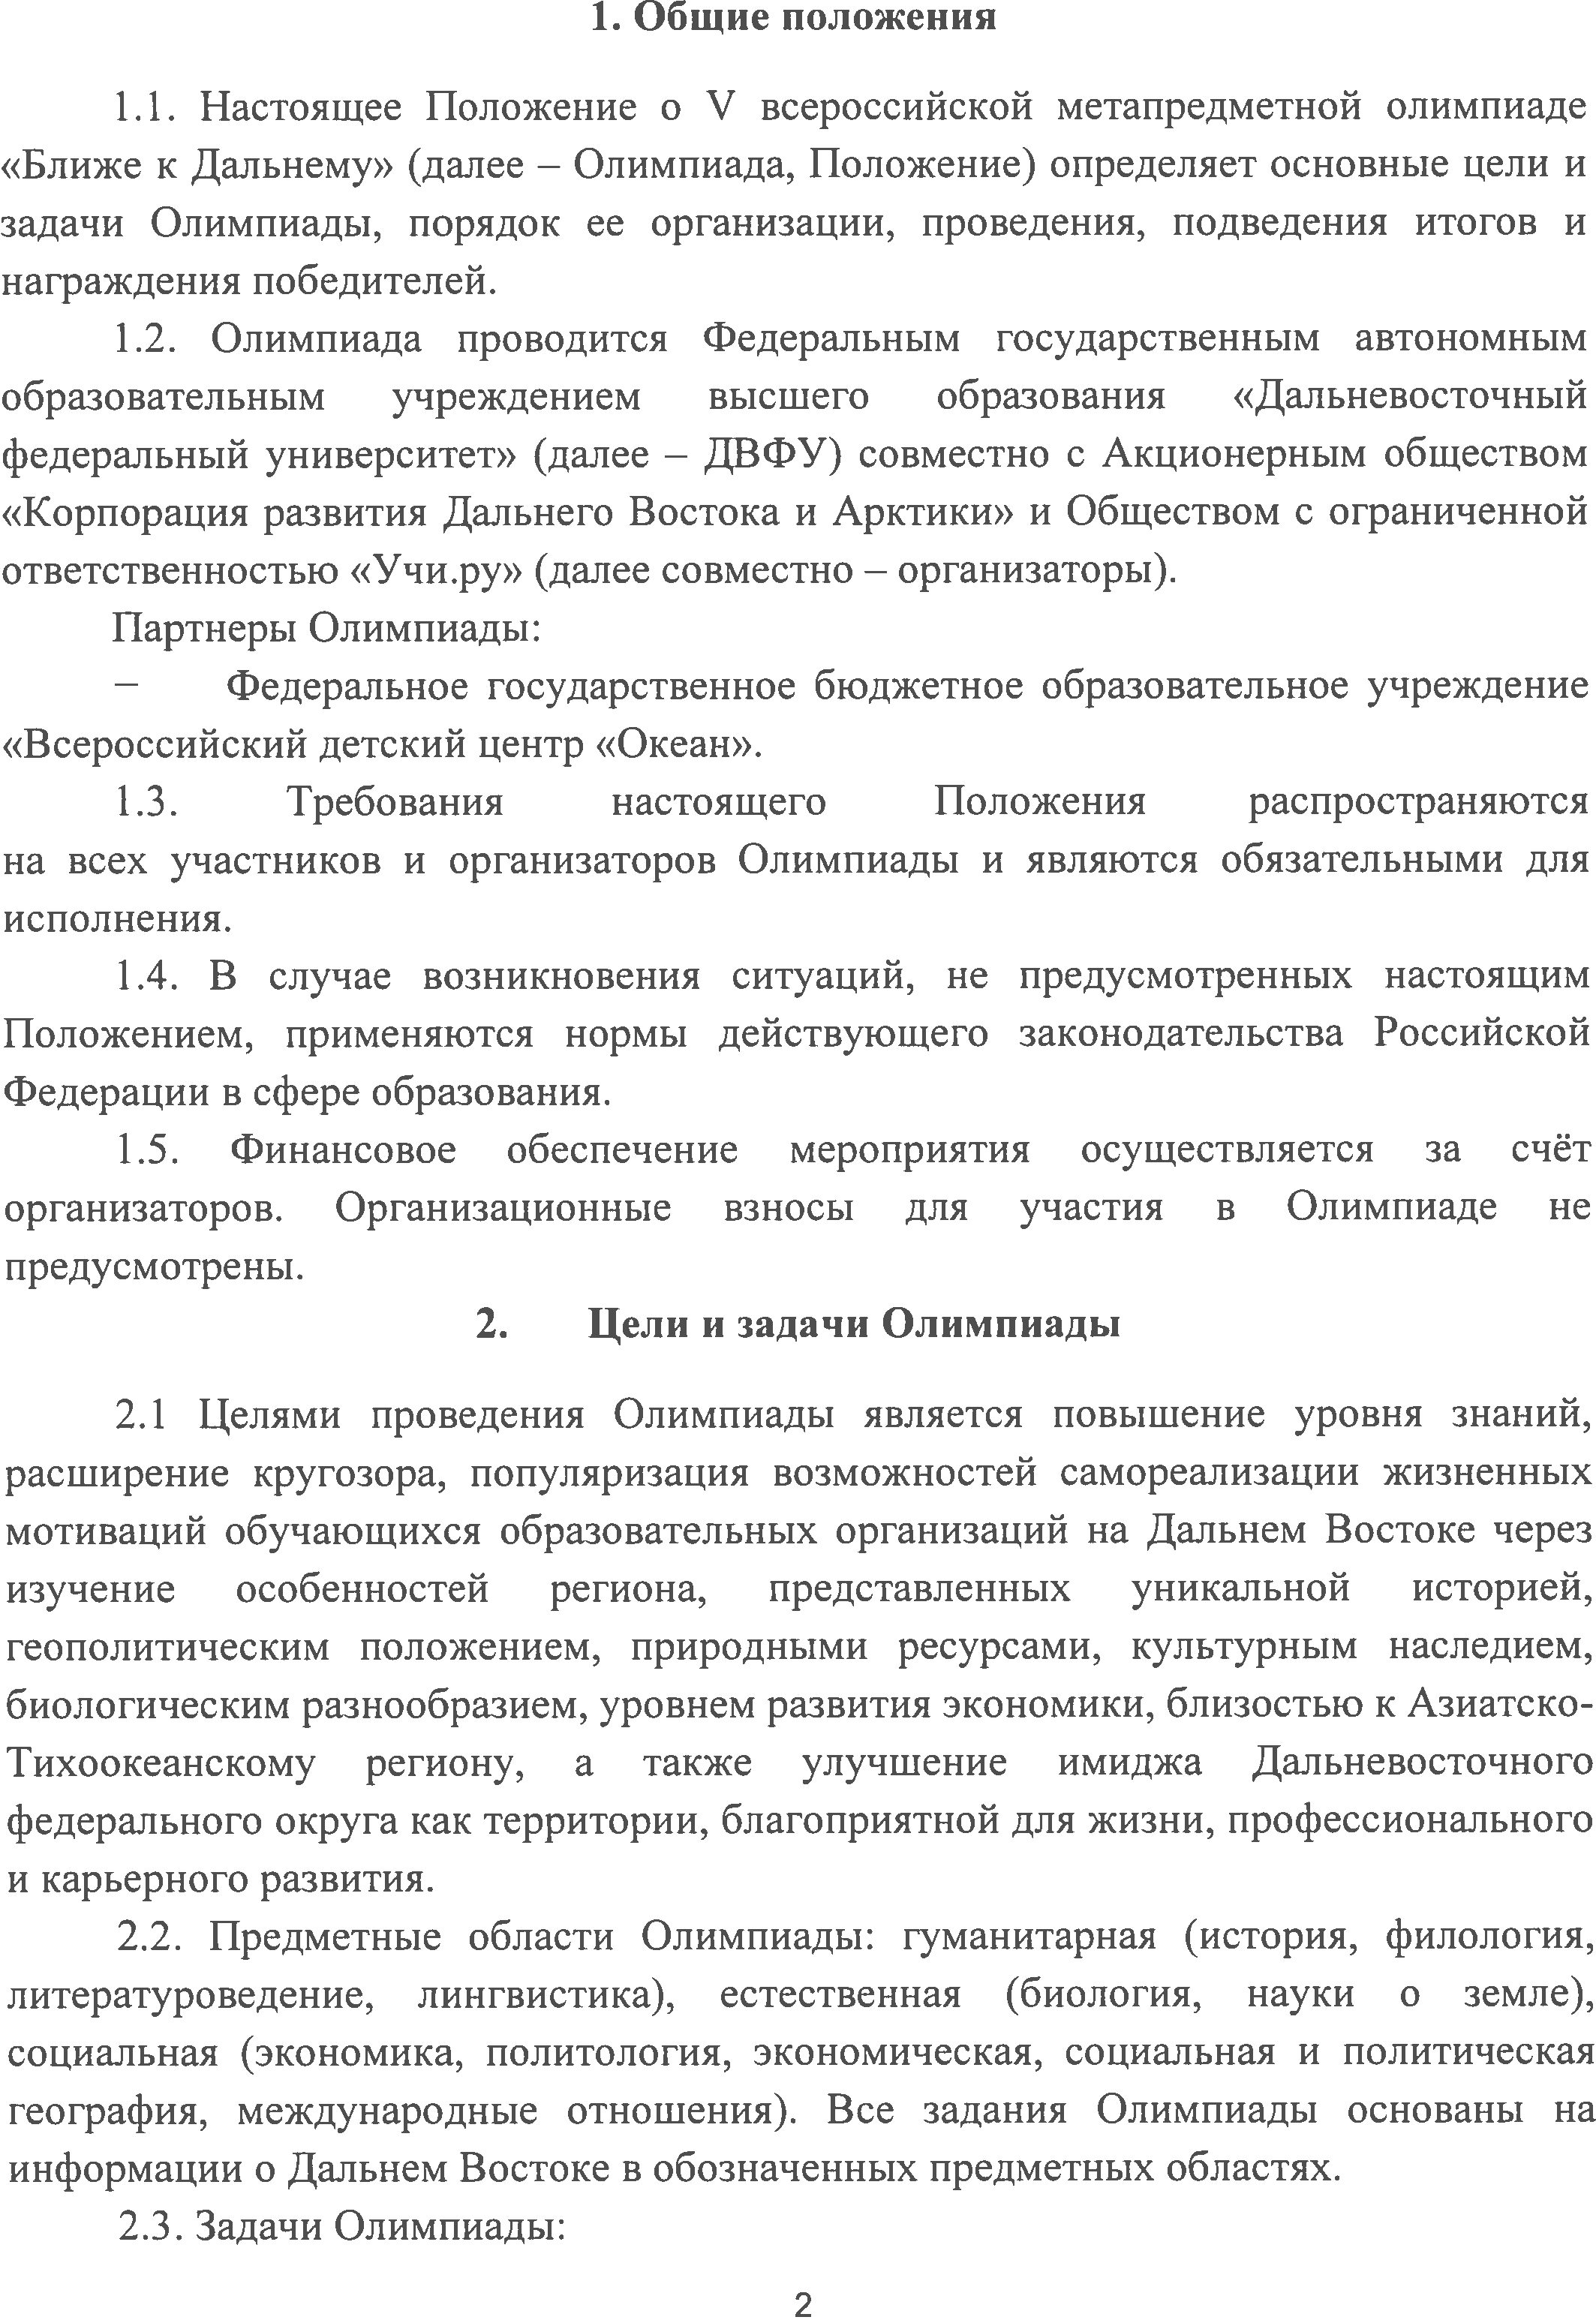 1. Общие положения
1.1. Настоящее Положение о V всероссийской метапредметной олимпиаде
«Ближе к Дальнему» (далее – Олимпиада, Положение) определяет основные цели и
задачи Олимпиады, порядок ее организации, проведения, подведения итогов и
награждения победителей.
1.2. Олимпиада проводится Федеральным государственным автономным
образовательным учреждением высшего образования «Дальневосточный
федеральный университет» (далее – ДВФУ) совместно с Акционерным обществом
«Корпорация развития Дальнего Востока и Арктики» и Обществом с ограниченной
ответственностью «Учи.ру» (далее совместно – организаторы).
Партнеры Олимпиады:
– Федеральное государственное бюджетное образовательное учреждение
«Всероссийский детский центр «Океан».
1.3. Требования настоящего Положения распространяются
на всех участников и организаторов Олимпиады и являются обязательными для
исполнения.
1.4. В случае возникновения ситуаций, не предусмотренных настоящим
Положением, применяются нормы действующего законодательства Российской
Федерации в сфере образования.
1.5. Финансовое обеспечение мероприятия осуществляется за счёт
организаторов. Организационные взносы для участия в Олимпиаде не
предусмотрены.
2. Цели и задачи Олимпиады
2.1 Целями проведения Олимпиады является повышение уровня знаний,
расширение кругозора, популяризация возможностей самореализации жизненных
мотиваций обучающихся образовательных организаций на Дальнем Востоке через
изучение особенностей региона, представленных уникальной историей,
геополитическим положением, природными ресурсами, культурным наследием,
биологическим разнообразием, уровнем развития экономики, близостью к Азиатско-
Тихоокеанскому региону, а также улучшение имиджа Дальневосточного
федерального округа как территории, благоприятной для жизни, профессионального
и карьерного развития.
2.2. Предметные области Олимпиады: гуманитарная (история, филология,
литературоведение, лингвистика), естественная (биология, науки о земле),
социальная (экономика, политология, экономическая, социальная и политическая
география, международные отношения). Все задания Олимпиады основаны на
информации о Дальнем Востоке в обозначенных предметных областях.
2.3. Задачи Олимпиады:
2